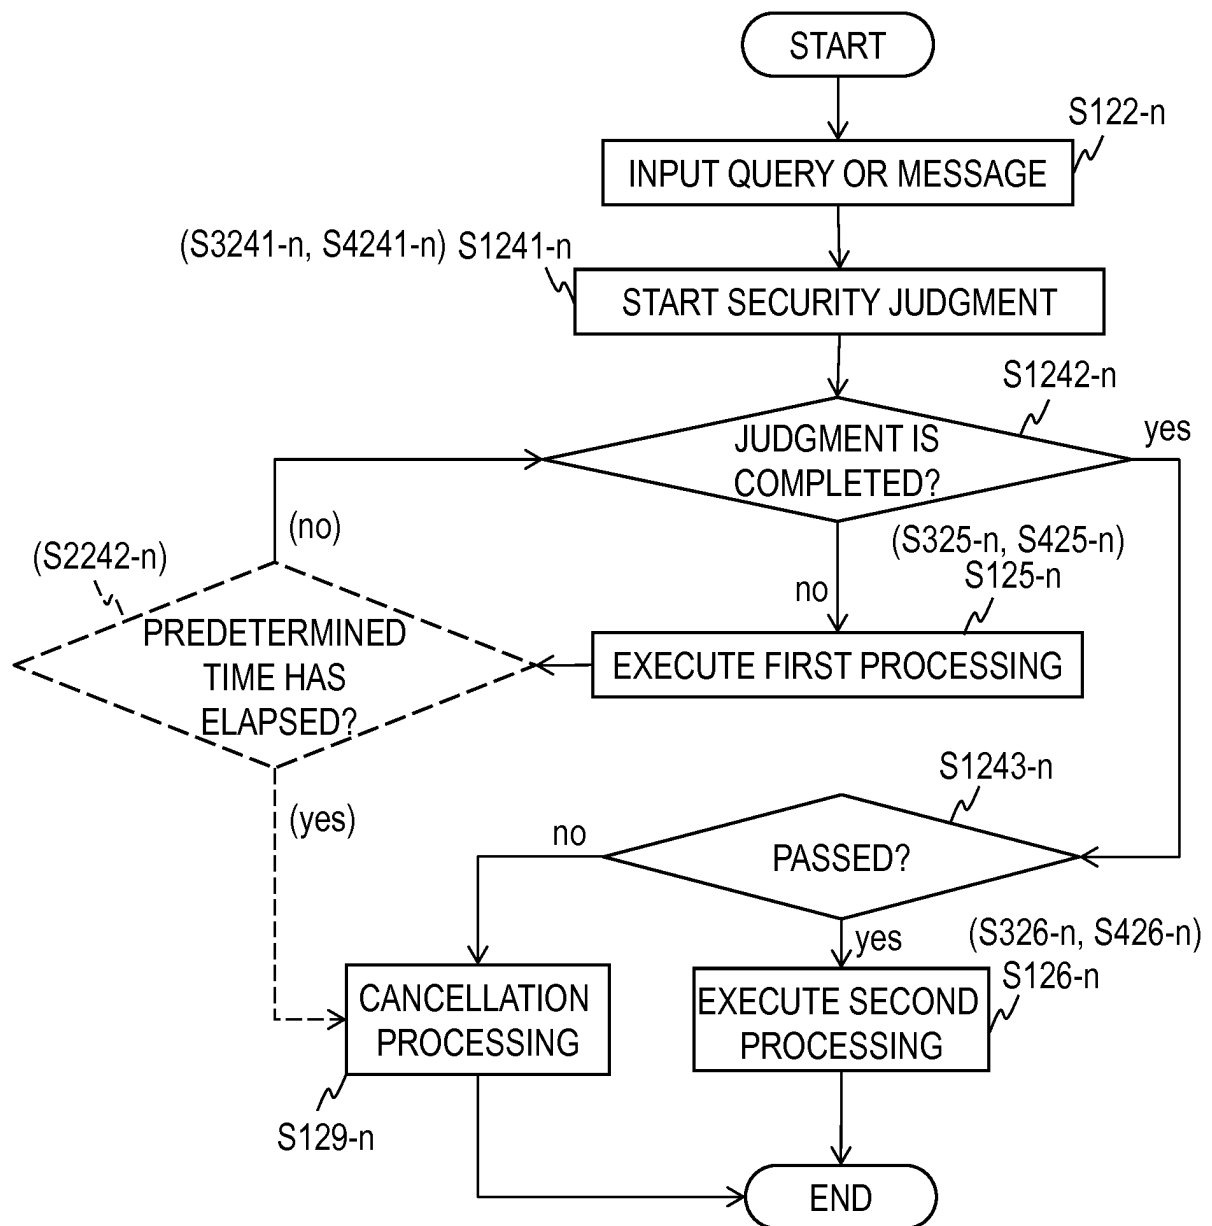 START
S122-n
INPUT QUERY OR MESSAGE
(S3241-n, S4241-n) S1241-n
START SECURITY JUDGMENT
S1242-n
JUDGMENT IS
COMPLETED?
yes
(no)
(S2242-n)
(S325-n, S425-n)
S125-n
no
PREDETERMINED
TIME HAS
ELAPSED?
EXECUTE FIRST PROCESSING
(yes)
S1243-n
no
PASSED?
yes
(S326-n, S426-n)
S126-n
CANCELLATION
PROCESSING
EXECUTE SECOND
PROCESSING
S129-n
END